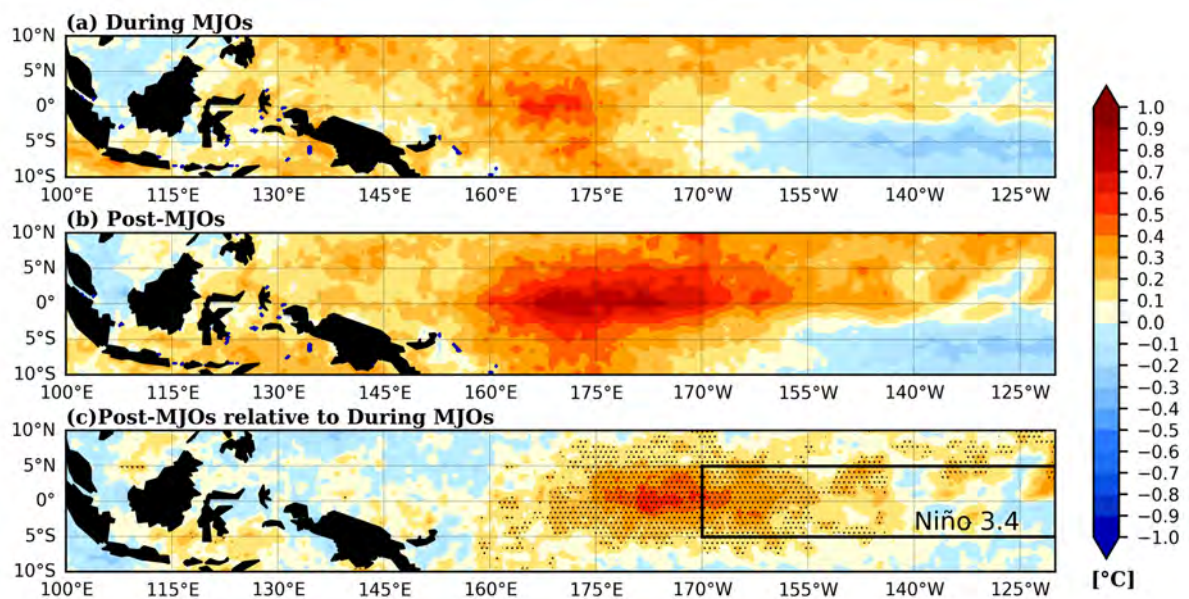 (a) During MJOs
10°N
5°N
0°
5°S
10°S
100°E 115°E 130°E 145°E 160°E 175°E 170°W 155°W 140°W 125°W
(b) Post-MJOs
10°N
5°N
0°
5°S
10°S
100°E 115°E 130°E 145°E 160°E 175°E 170°W 155°W 140°W 125°W
(c)Post-MJOs relative to During MJOs
10°N
5°N
0°
5°S
10°S
Niño 3.4
100°E 115°E 130°E 145°E 160°E 175°E 170°W 155°W 140°W 125°W
1.0
0.9
0.8
0.7
0.6
0.5
0.4
0.3
0.2
0.1
0.0
−0.1
−0.2
−0.3
−0.4
−0.5
−0.6
−0.7
−0.8
−0.9
−1.0
[°C]